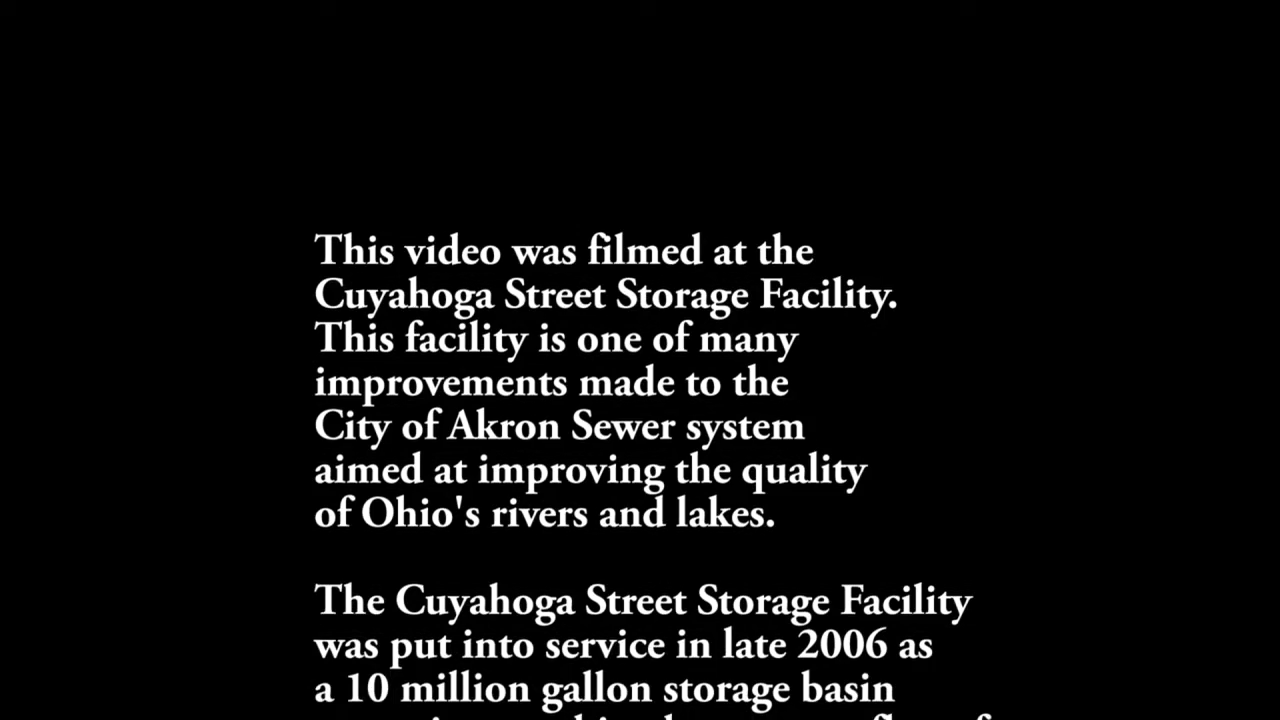 This video was filmed at the
Cuyahoga Street Storage Facility.
This facility is one of many
improvements made to the
City of Akron Sewer system
aimed at improving the quality
of Ohio's rivers and lakes.
The Cuyahoga Street Storage Facility
was put into service in late 2006 as
a 10 million gallon storage basin